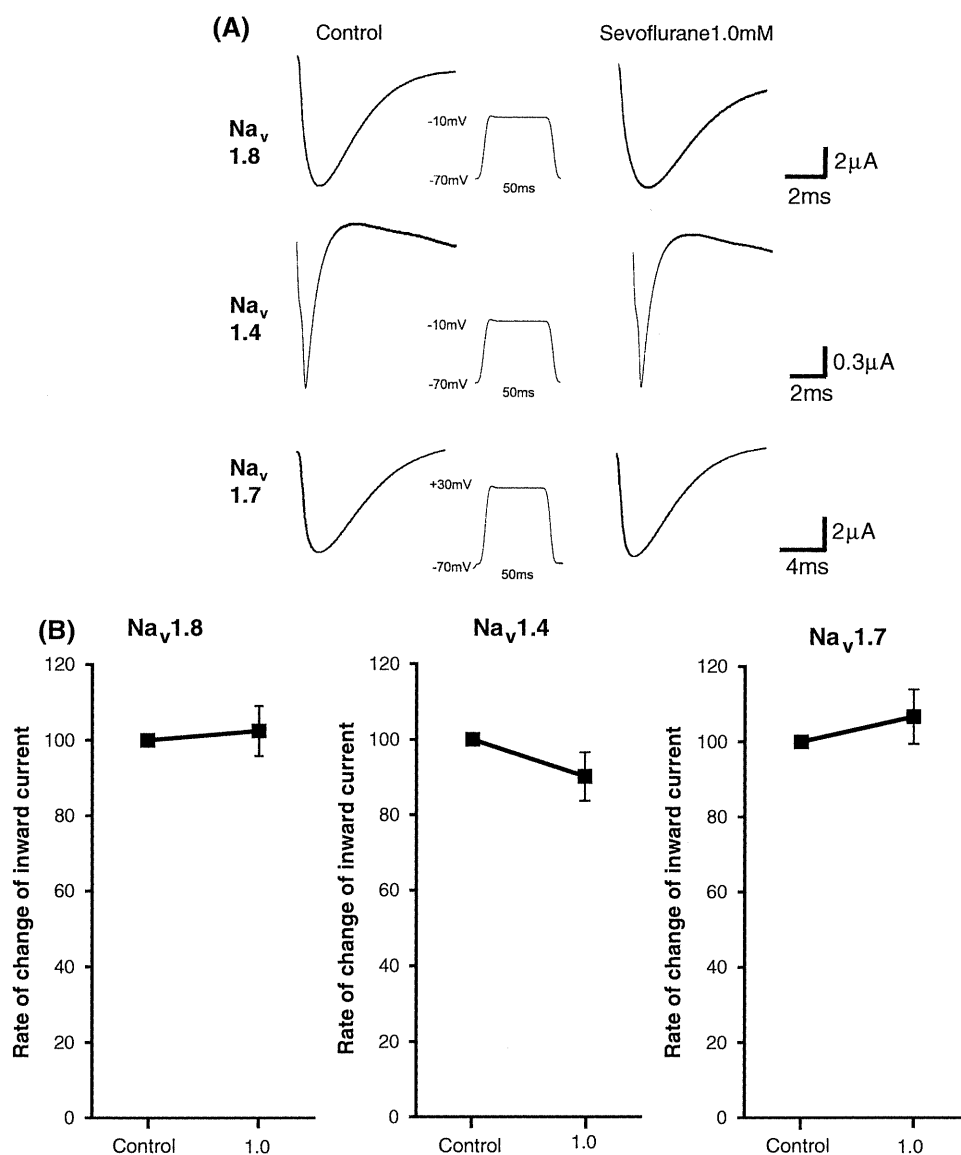 (A)
Control
Sevoflurane1.0mM
Nav
1.8
-10mV
-70mV
50ms
2µA
2ms
Nav
1.4
-10mV
-70mV
50ms
0.3µA
2ms
Nav
1.7
+30mV
-70mV
50ms
2µA
4ms
(B)
Nav1.8
Rate of change of inward current
120
100
80
60
40
20
0
Control
1.0
Nav1.4
Rate of change of inward current
120
100
80
60
40
20
0
Control
1.0
Nav1.7
Rate of change of inward current
120
100
80
60
40
20
0
Control
1.0